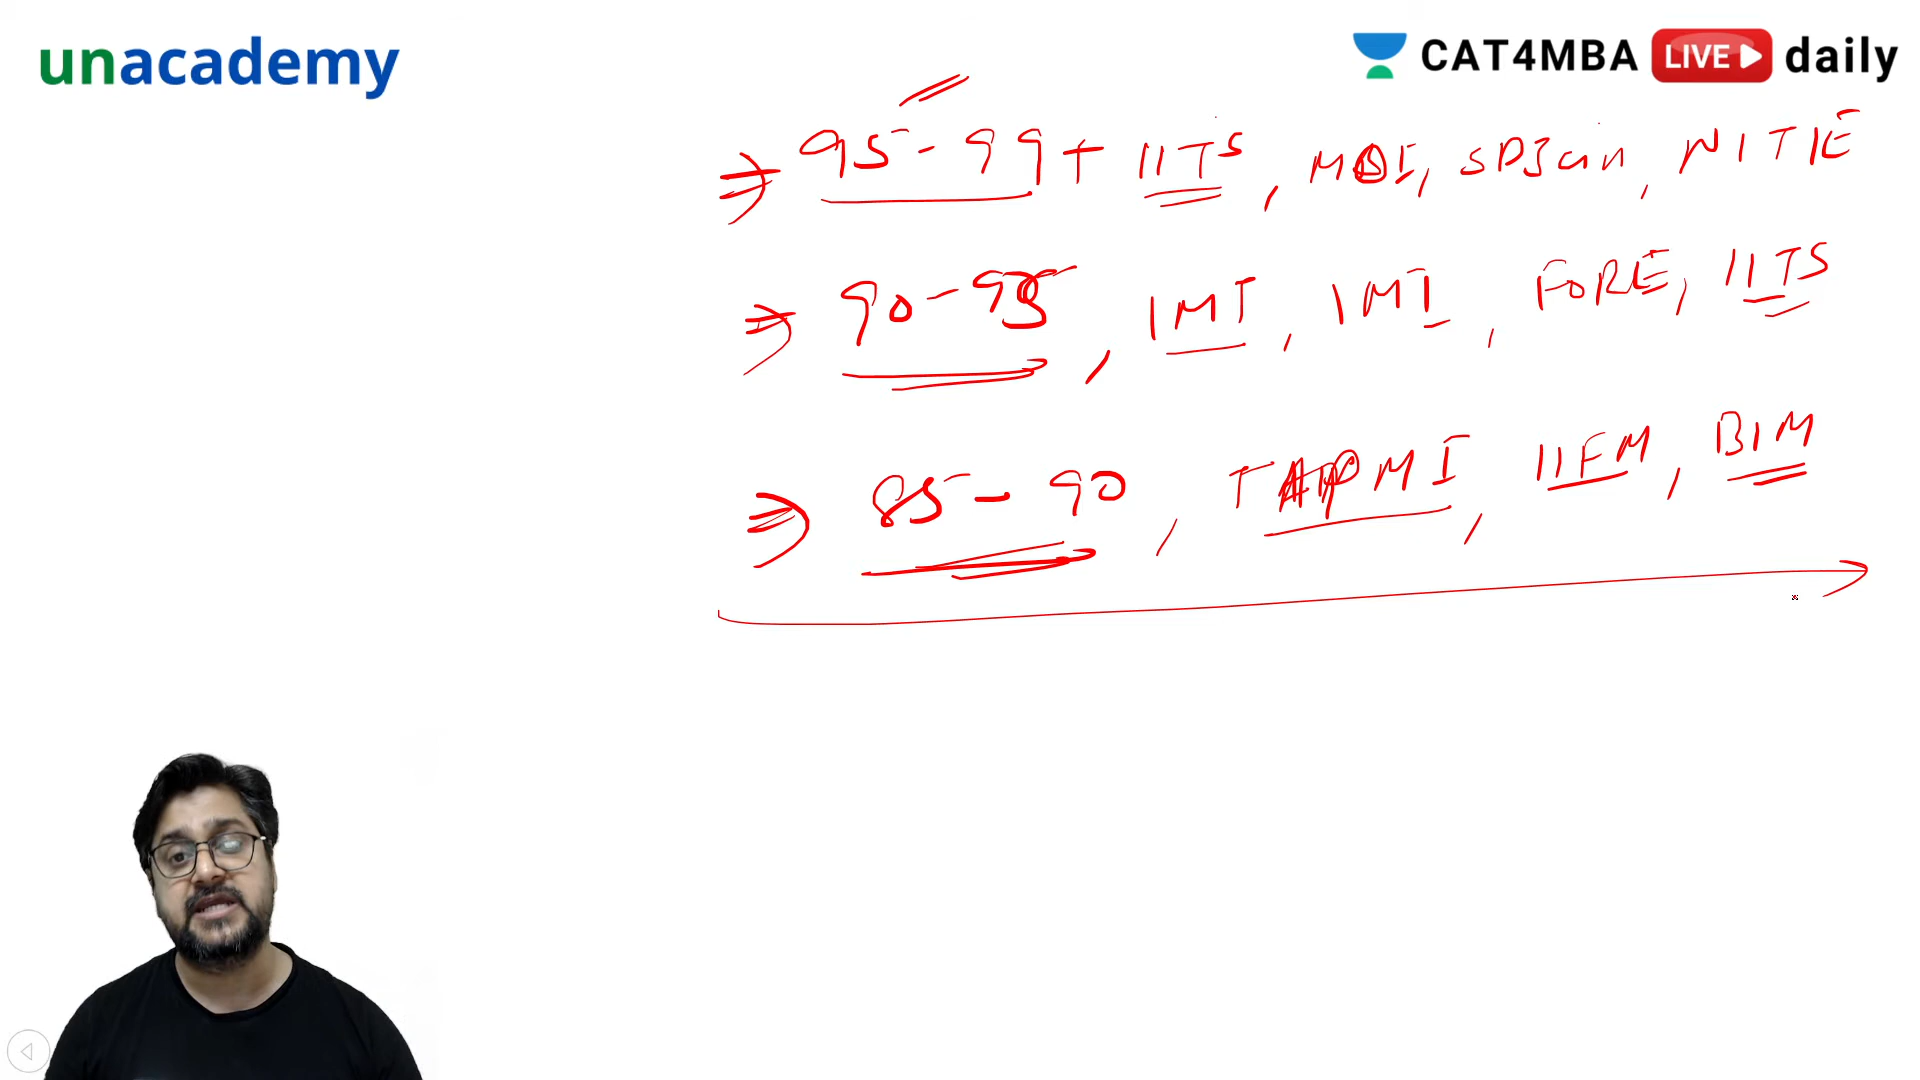 unacademy
CAT4MBA LIVE daily
⇒ 95 - 99 + IITS, MDI, SPJain, NITIE
⇒ 90 - 95, IMT, IMI, FORE, IITS
⇒ 85 - 90, TAPMI, IIFM, BIM